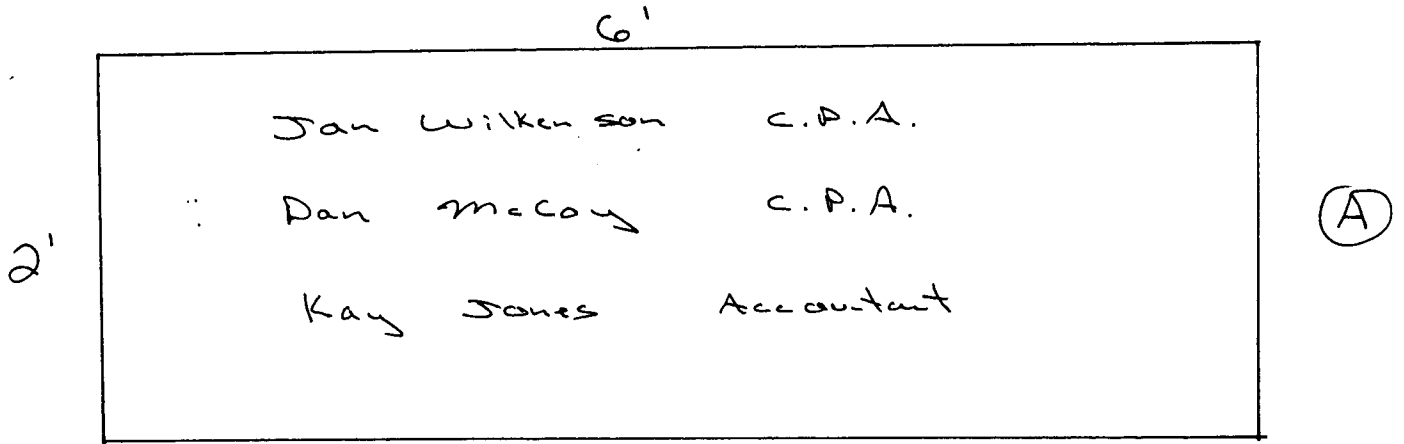 6'
Jan Wilkenson C.P.A.
Dan McCoy C.P.A.
2'
A
Kay Jones Accountant